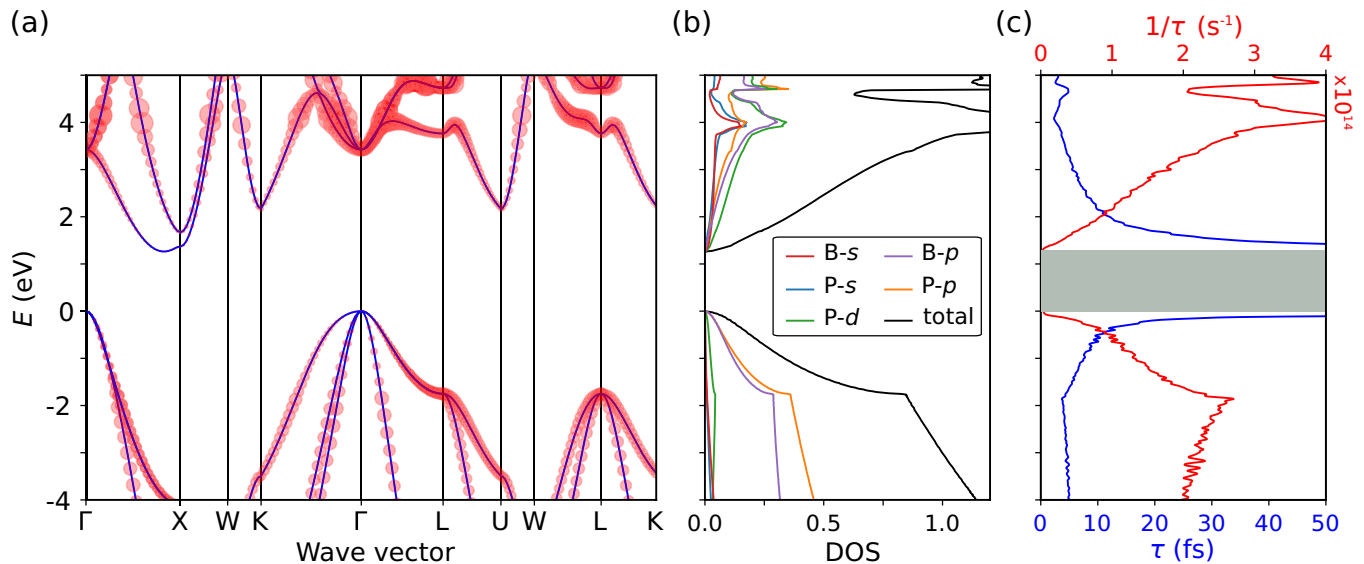 (a)
(b)
(c)
1/τ (s⁻¹)
0 1 2 3 4
x10¹⁴
4
2
0
-2
-4
E (eV)
B-s B-p
P-s P-p
P-d total
Γ X W K Γ L U W L K
Wave vector
0.0 0.5 1.0
DOS
0 10 20 30 40 50
τ (fs)